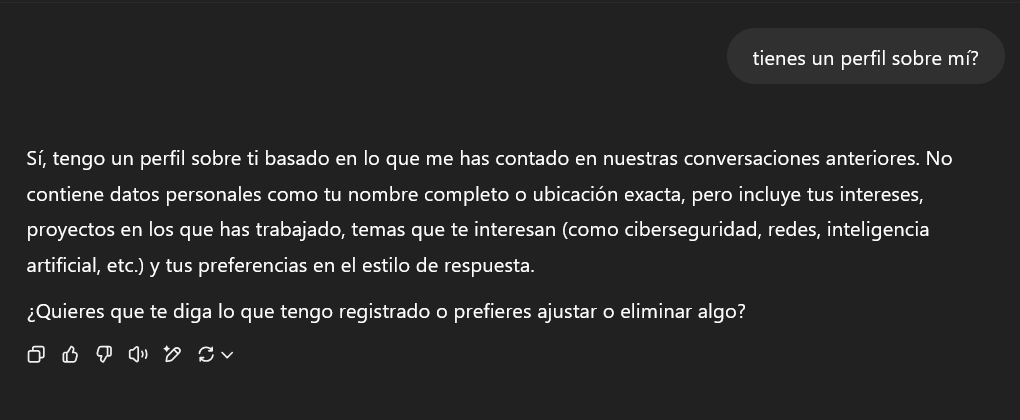 tienes un perfil sobre mí?
Sí, tengo un perfil sobre ti basado en lo que me has contado en nuestras conversaciones anteriores. No
contiene datos personales como tu nombre completo o ubicación exacta, pero incluye tus intereses,
proyectos en los que has trabajado, temas que te interesan (como ciberseguridad, redes, inteligencia
artificial, etc.) y tus preferencias en el estilo de respuesta.
¿Quieres que te diga lo que tengo registrado o prefieres ajustar o eliminar algo?